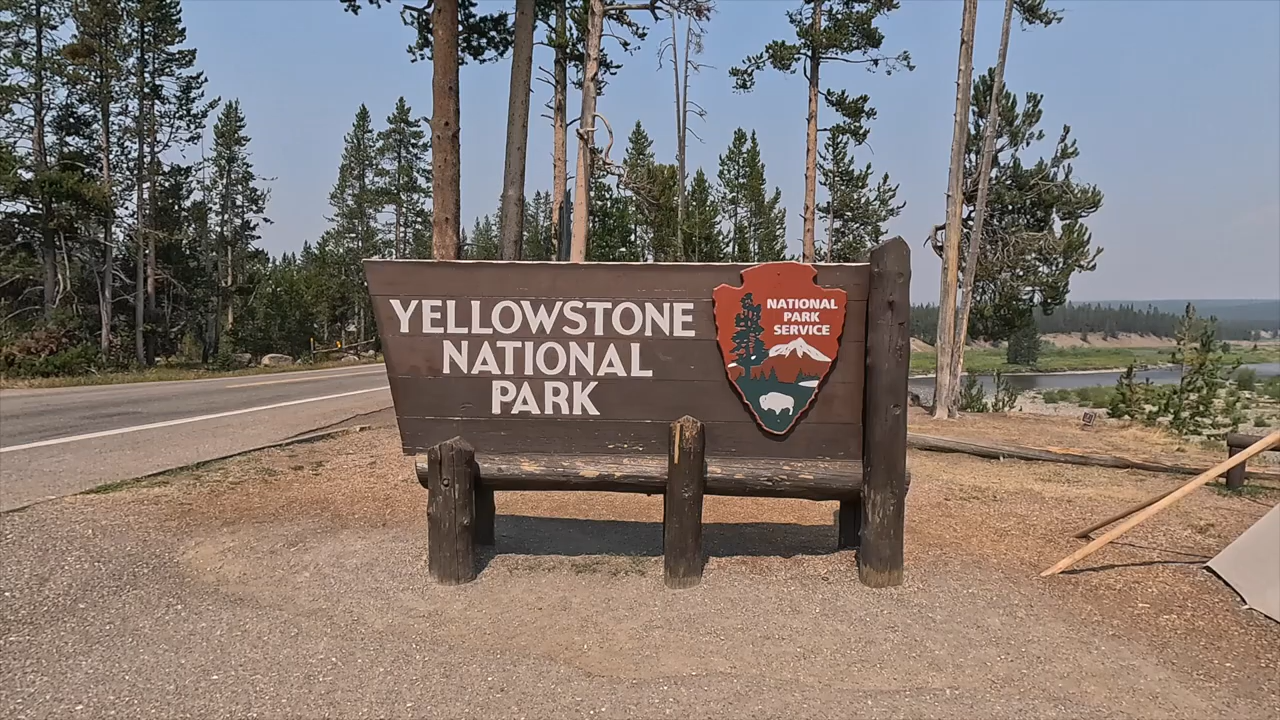 YELLOWSTONE
NATIONAL
PARK
NATIONAL
PARK
SERVICE